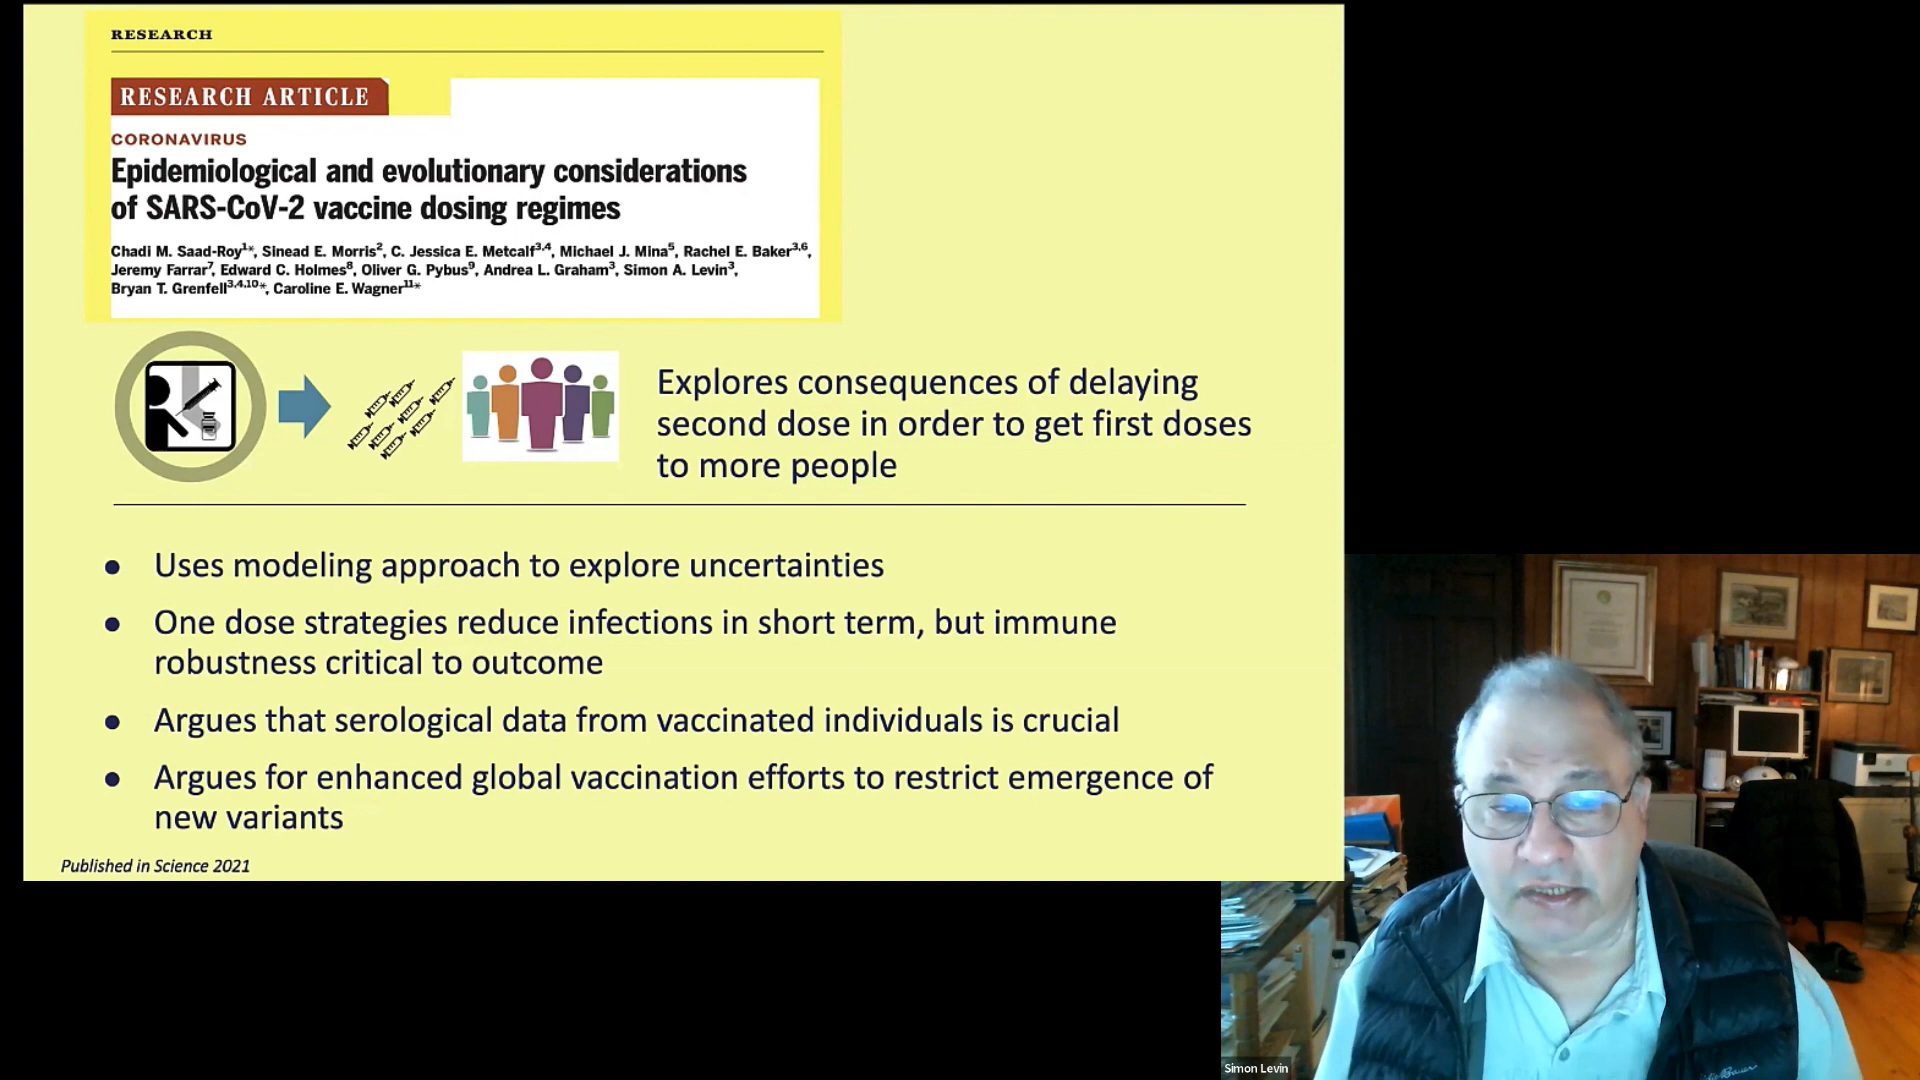 RESEARCH
RESEARCH ARTICLE
CORONAVIRUS
Epidemiological and evolutionary considerations
of SARS-CoV-2 vaccine dosing regimes
Chadi M. Saad-Roy1*, Sinead E. Morris2, C. Jessica E. Metcalf3,4, Michael J. Mina5, Rachel E. Baker3,6,
Jeremy Farrar7, Edward C. Holmes8, Oliver G. Pybus9, Andrea L. Graham3, Simon A. Levin3,
Bryan T. Grenfell3,4,10*, Caroline E. Wagner11*
Explores consequences of delaying
second dose in order to get first doses
to more people
● Uses modeling approach to explore uncertainties
● One dose strategies reduce infections in short term, but immune
robustness critical to outcome
● Argues that serological data from vaccinated individuals is crucial
● Argues for enhanced global vaccination efforts to restrict emergence of
new variants
Published in Science 2021
Simon Levin